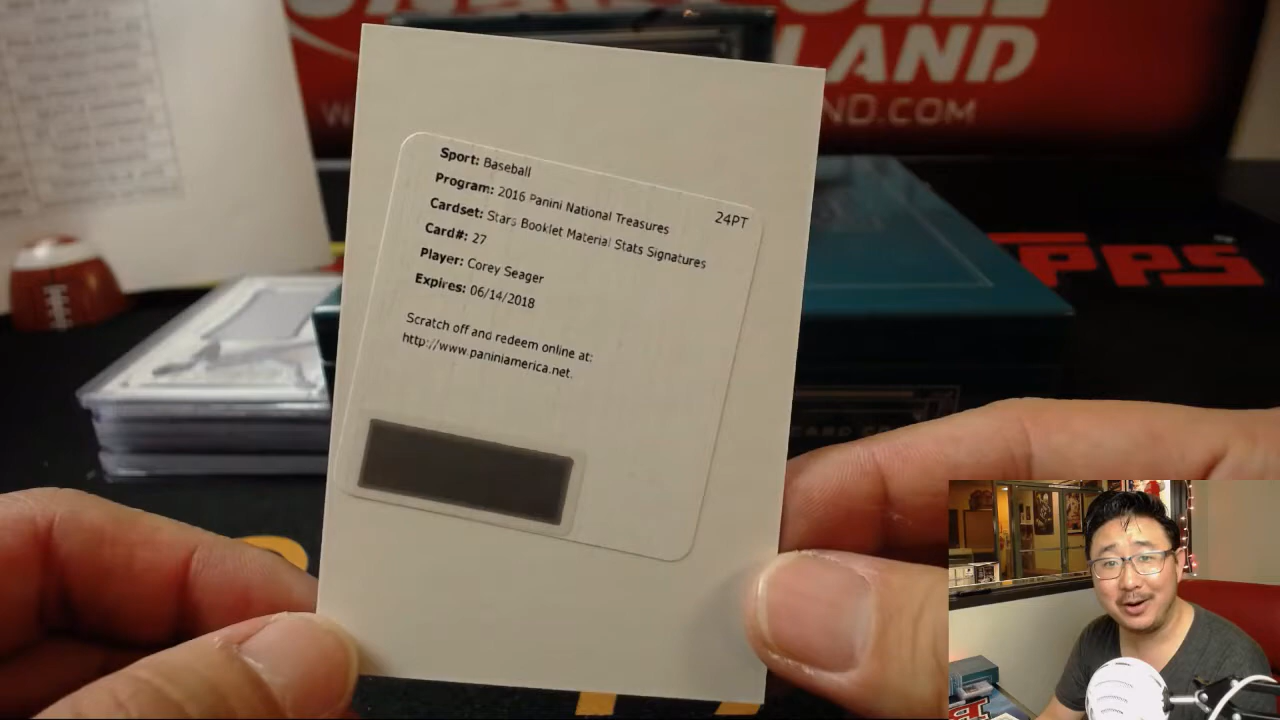 LAND
ND.COM
Sport: Baseball
Program: 2016 Panini National Treasures
24PT
Cardset: Stars Booklet Material Stats Signatures
Card#: 27
Player: Corey Seager
Expires: 06/14/2018
Scratch off and redeem online at:
http://www.paniniamerica.net.